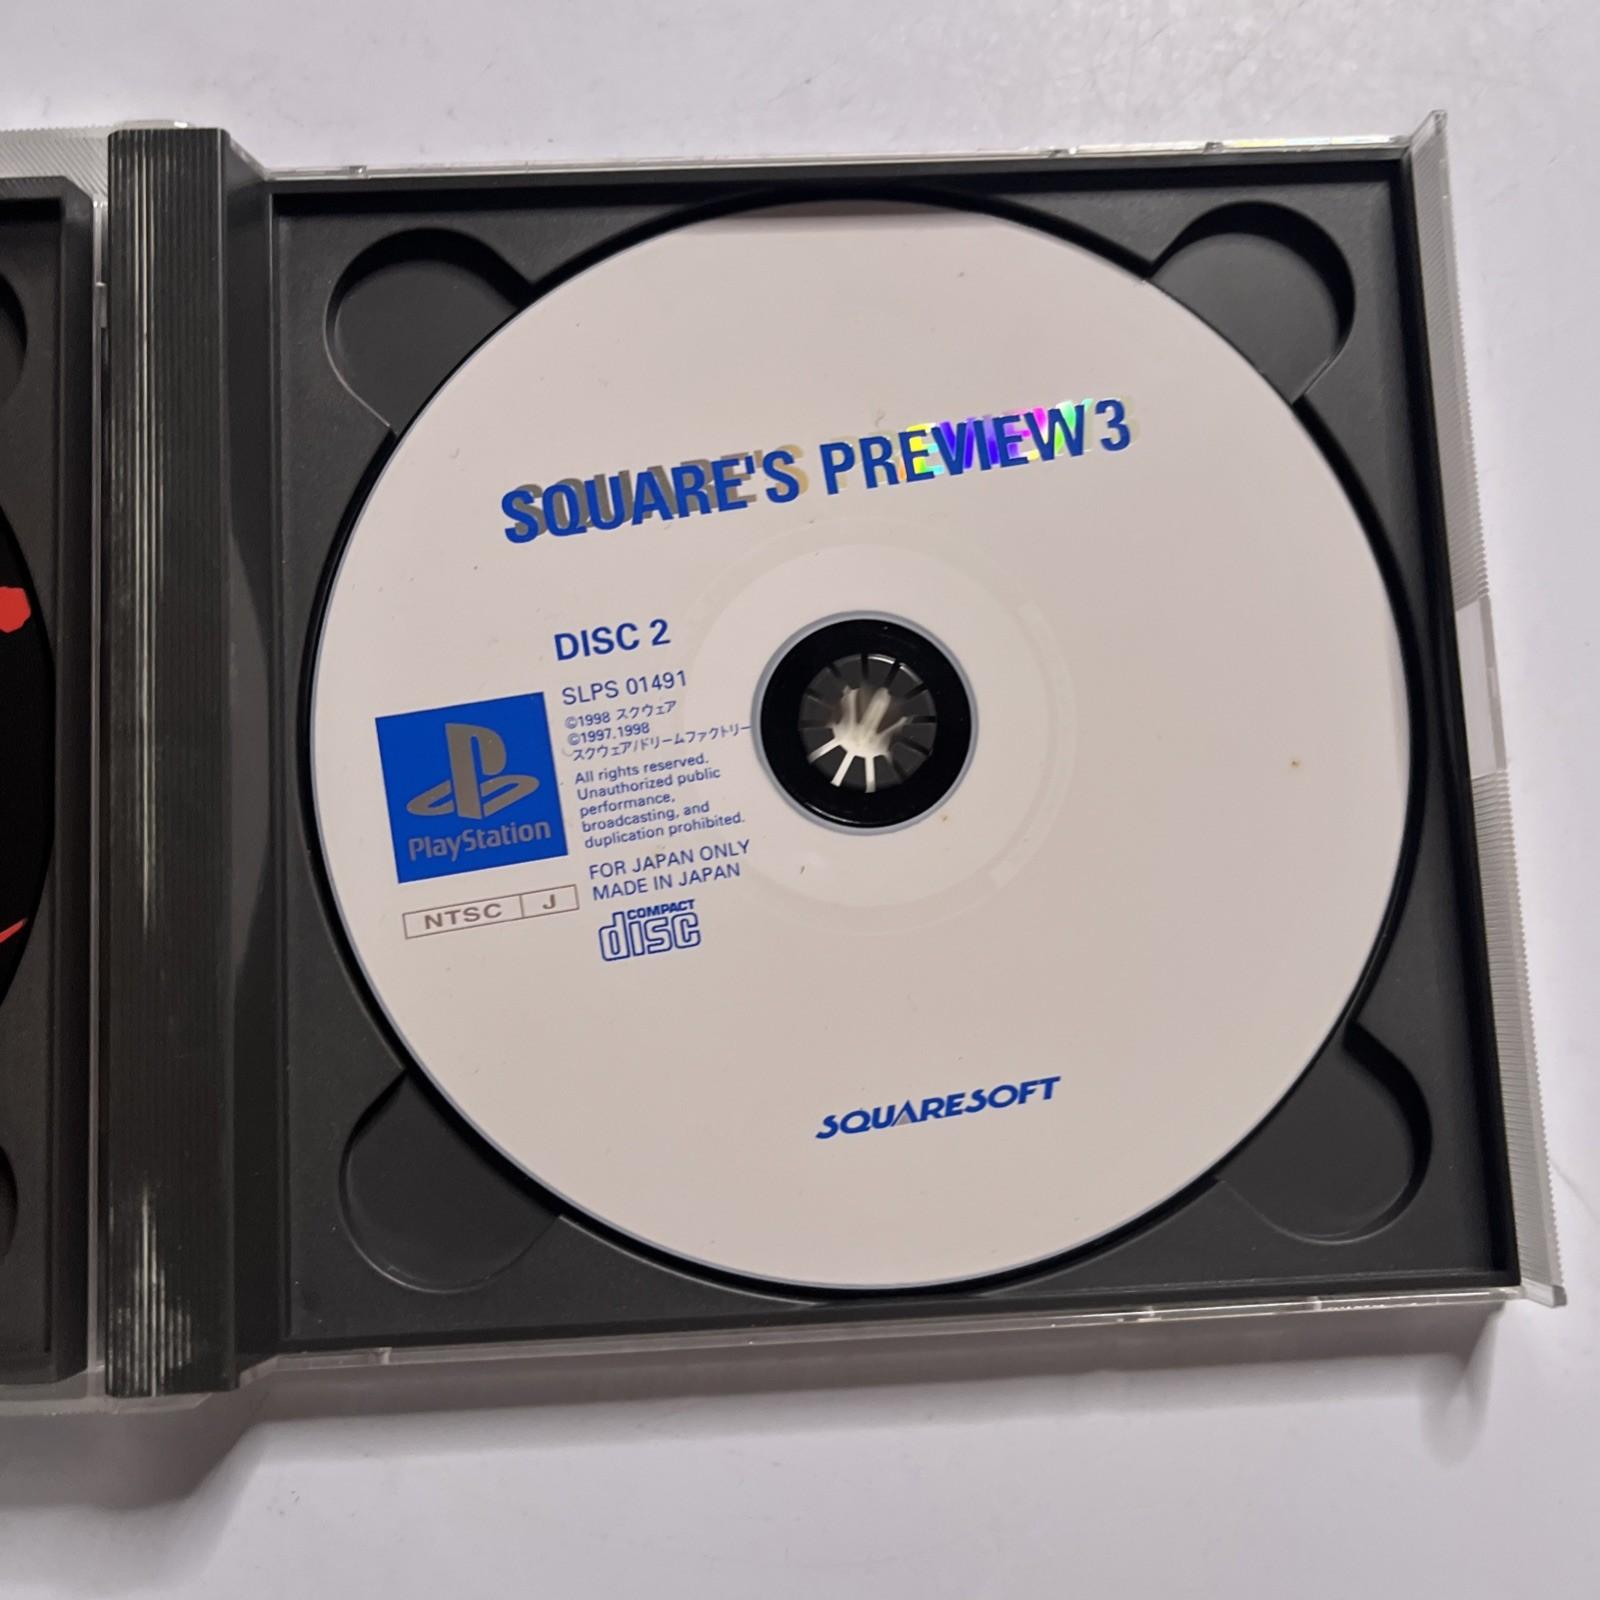 SQUARE'S PREVIEW 3
DISC 2
SLPS 01491
©1998 スクウェア
©1997.1998
スクウェア/ドリームファクトリー
All rights reserved.
Unauthorized public
performance,
broadcasting, and
duplication prohibited.
FOR JAPAN ONLY
MADE IN JAPAN
PlayStation
NTSC J
COMPACT
disc
SQUARESOFT